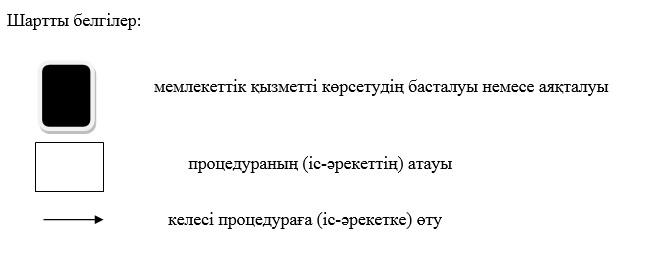 Шартты белгілер:
мемлекеттік қызметті көрсетудің басталуы немесе аяқталуы
процедураның (іс-әрекеттің) атауы
келесі процедураға (іс-әрекетке) өту